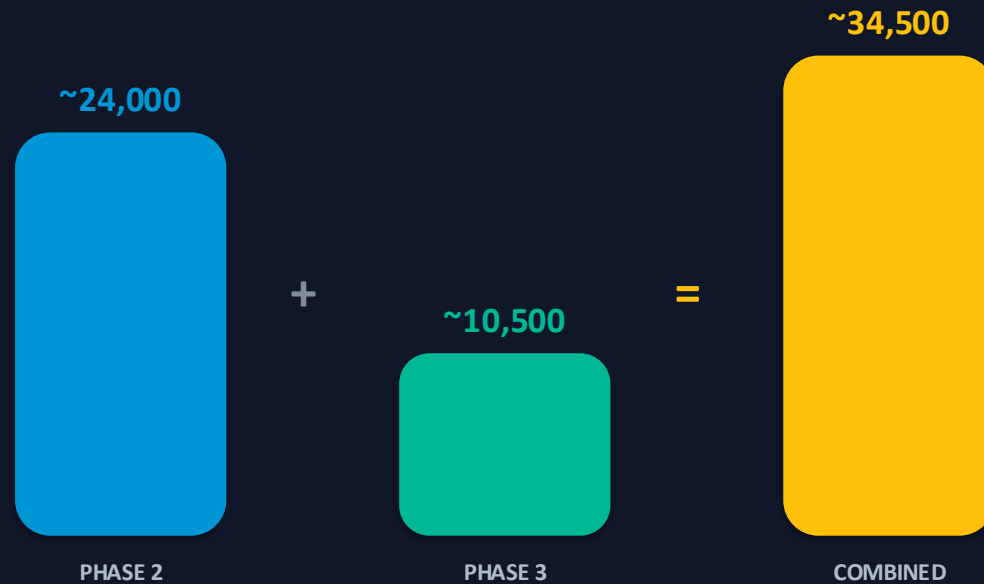 ~34,500
~24,000
+
=
~10,500
PHASE 2
PHASE 3
COMBINED